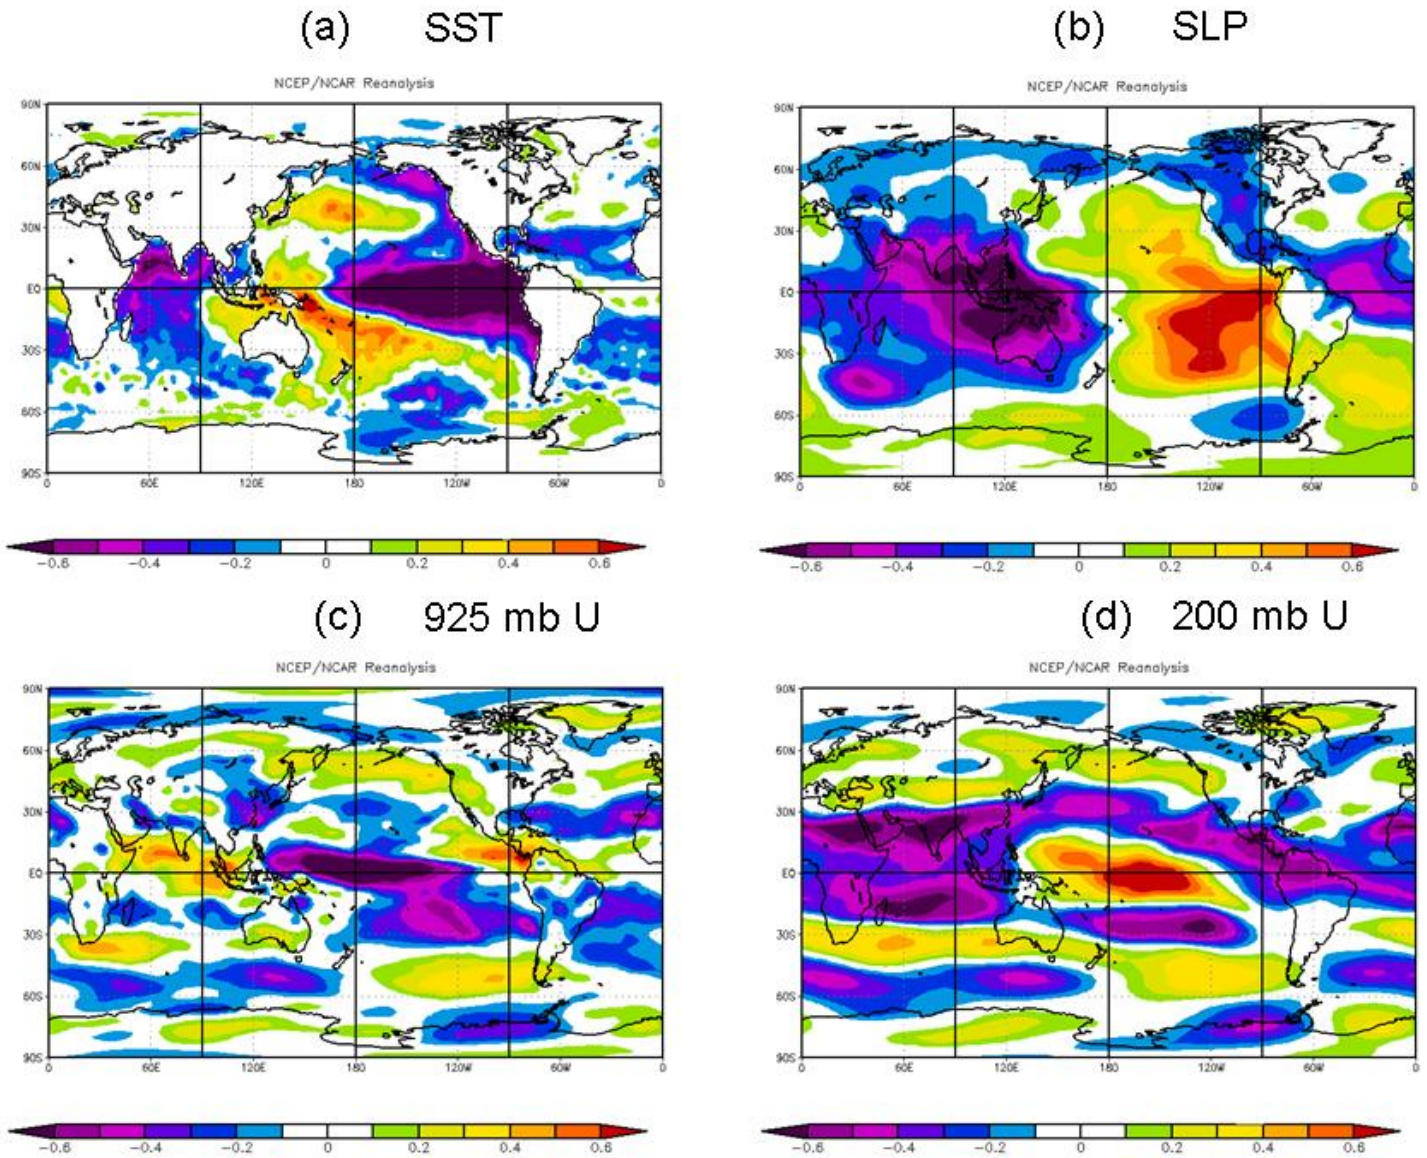 (a) SST
(b) SLP
NCEP/NCAR Reanalysis
NCEP/NCAR Reanalysis
90N
60N
30N
EQ
30S
60S
90S
0 60E 120E 180 120W 60W 0
90N
60N
30N
EQ
30S
60S
90S
0 60E 120E 180 120W 60W 0
-0.6 -0.4 -0.2 0 0.2 0.4 0.6
-0.6 -0.4 -0.2 0 0.2 0.4 0.6
(c) 925 mb U
(d) 200 mb U
NCEP/NCAR Reanalysis
NCEP/NCAR Reanalysis
90N
60N
30N
EQ
30S
60S
90S
0 60E 120E 180 120W 60W 0
90N
60N
30N
EQ
30S
60S
90S
0 60E 120E 180 120W 60W 0
-0.6 -0.4 -0.2 0 0.2 0.4 0.6
-0.6 -0.4 -0.2 0 0.2 0.4 0.6